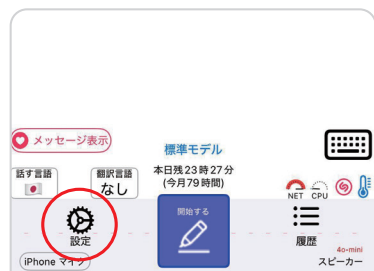 メッセージ表示
標準モデル
話す言語
翻訳言語
なし
本日残23時27分
(今月79時間)
NET
CPU
設定
開始する
履歴
iPhone マイク
4o-mini
スピーカー